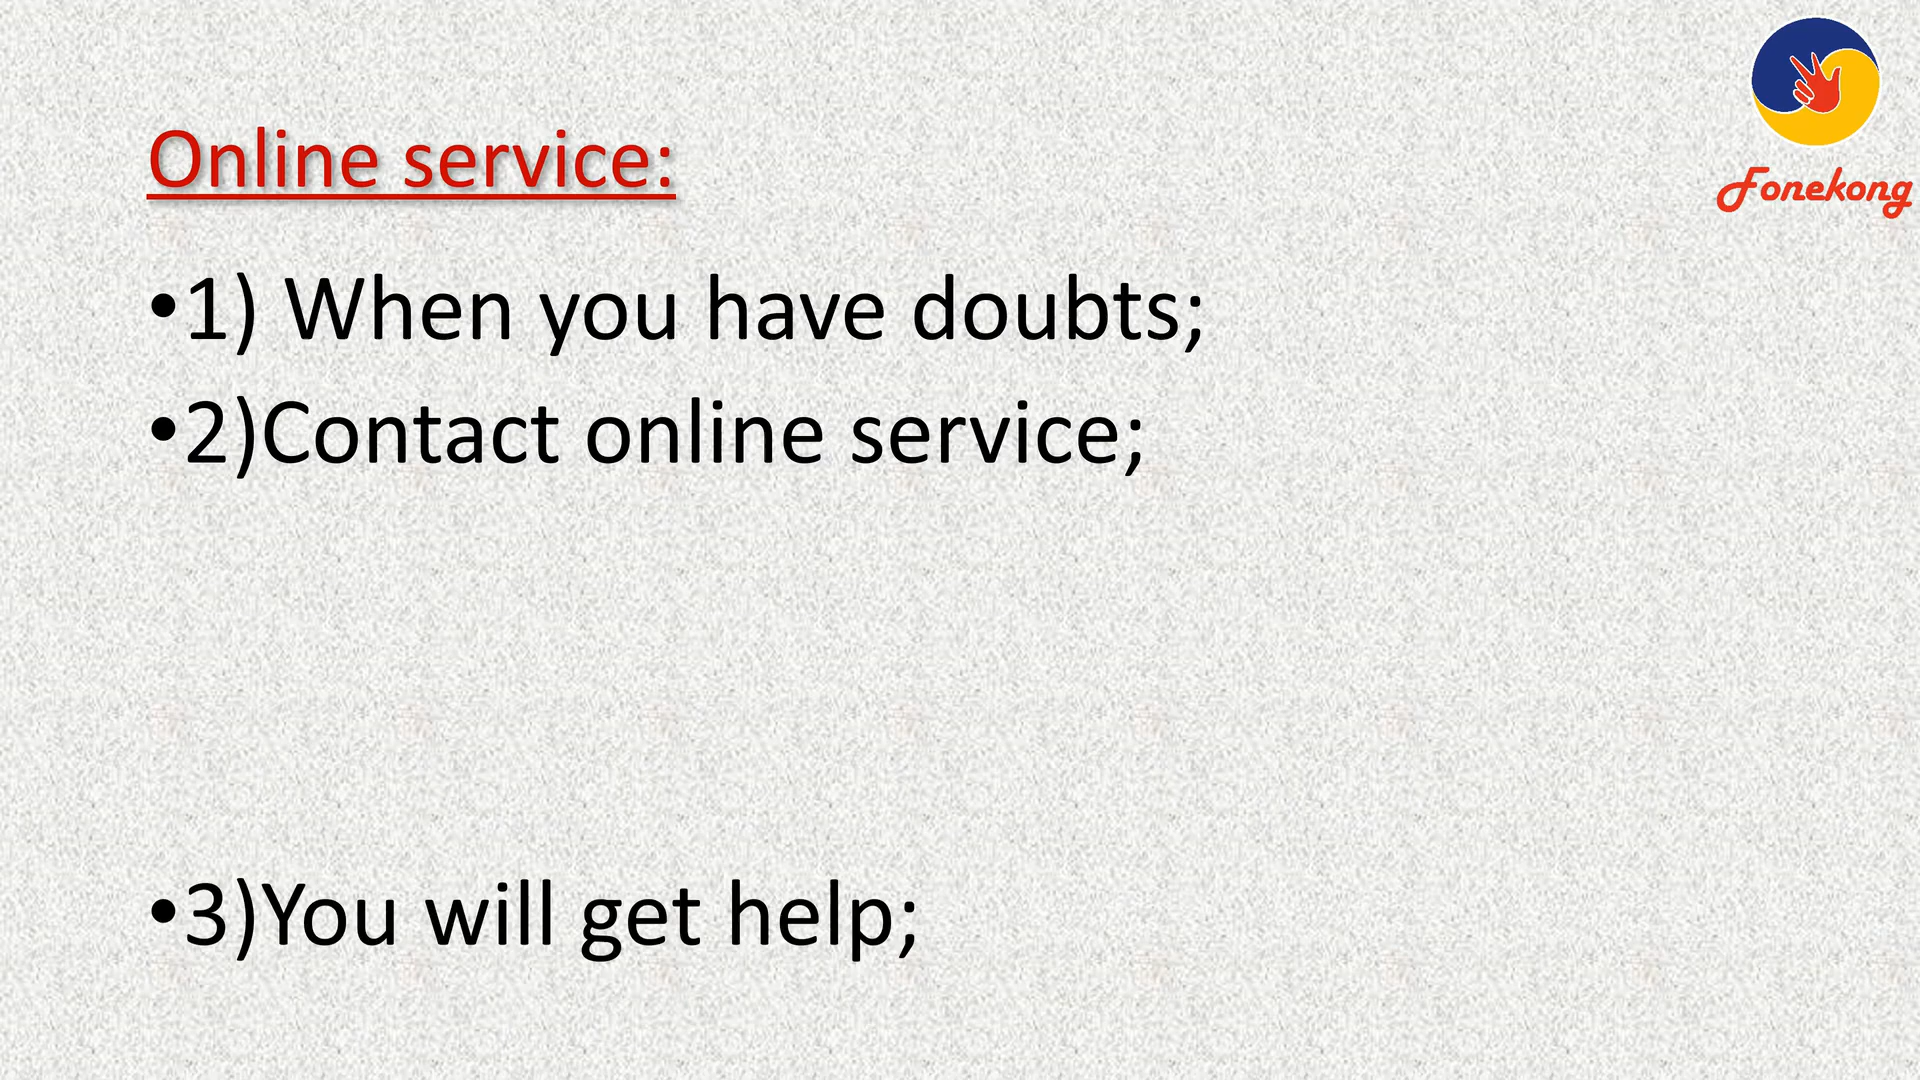 Fonekong
Online service:
•1) When you have doubts;
•2)Contact online service;
•3)You will get help;